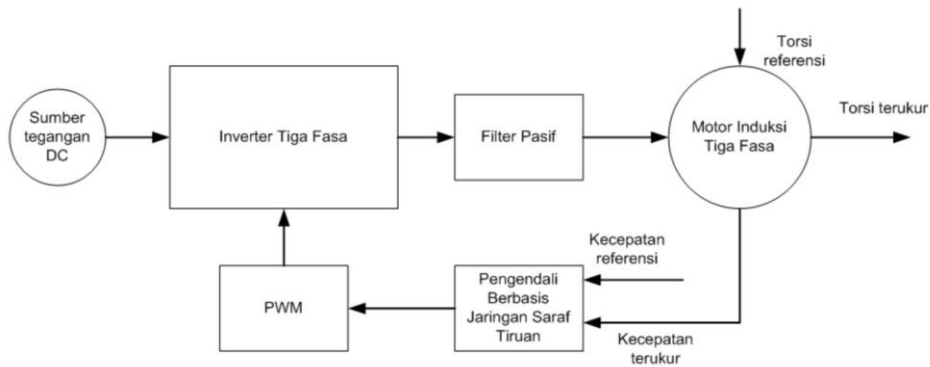 Torsi
referensi
Sumber
tegangan
DC
Inverter Tiga Fasa
Filter Pasif
Motor Induksi
Tiga Fasa
Torsi terukur
Kecepatan
referensi
PWM
Pengendali
Berbasis
Jaringan Saraf
Tiruan
Kecepatan
terukur